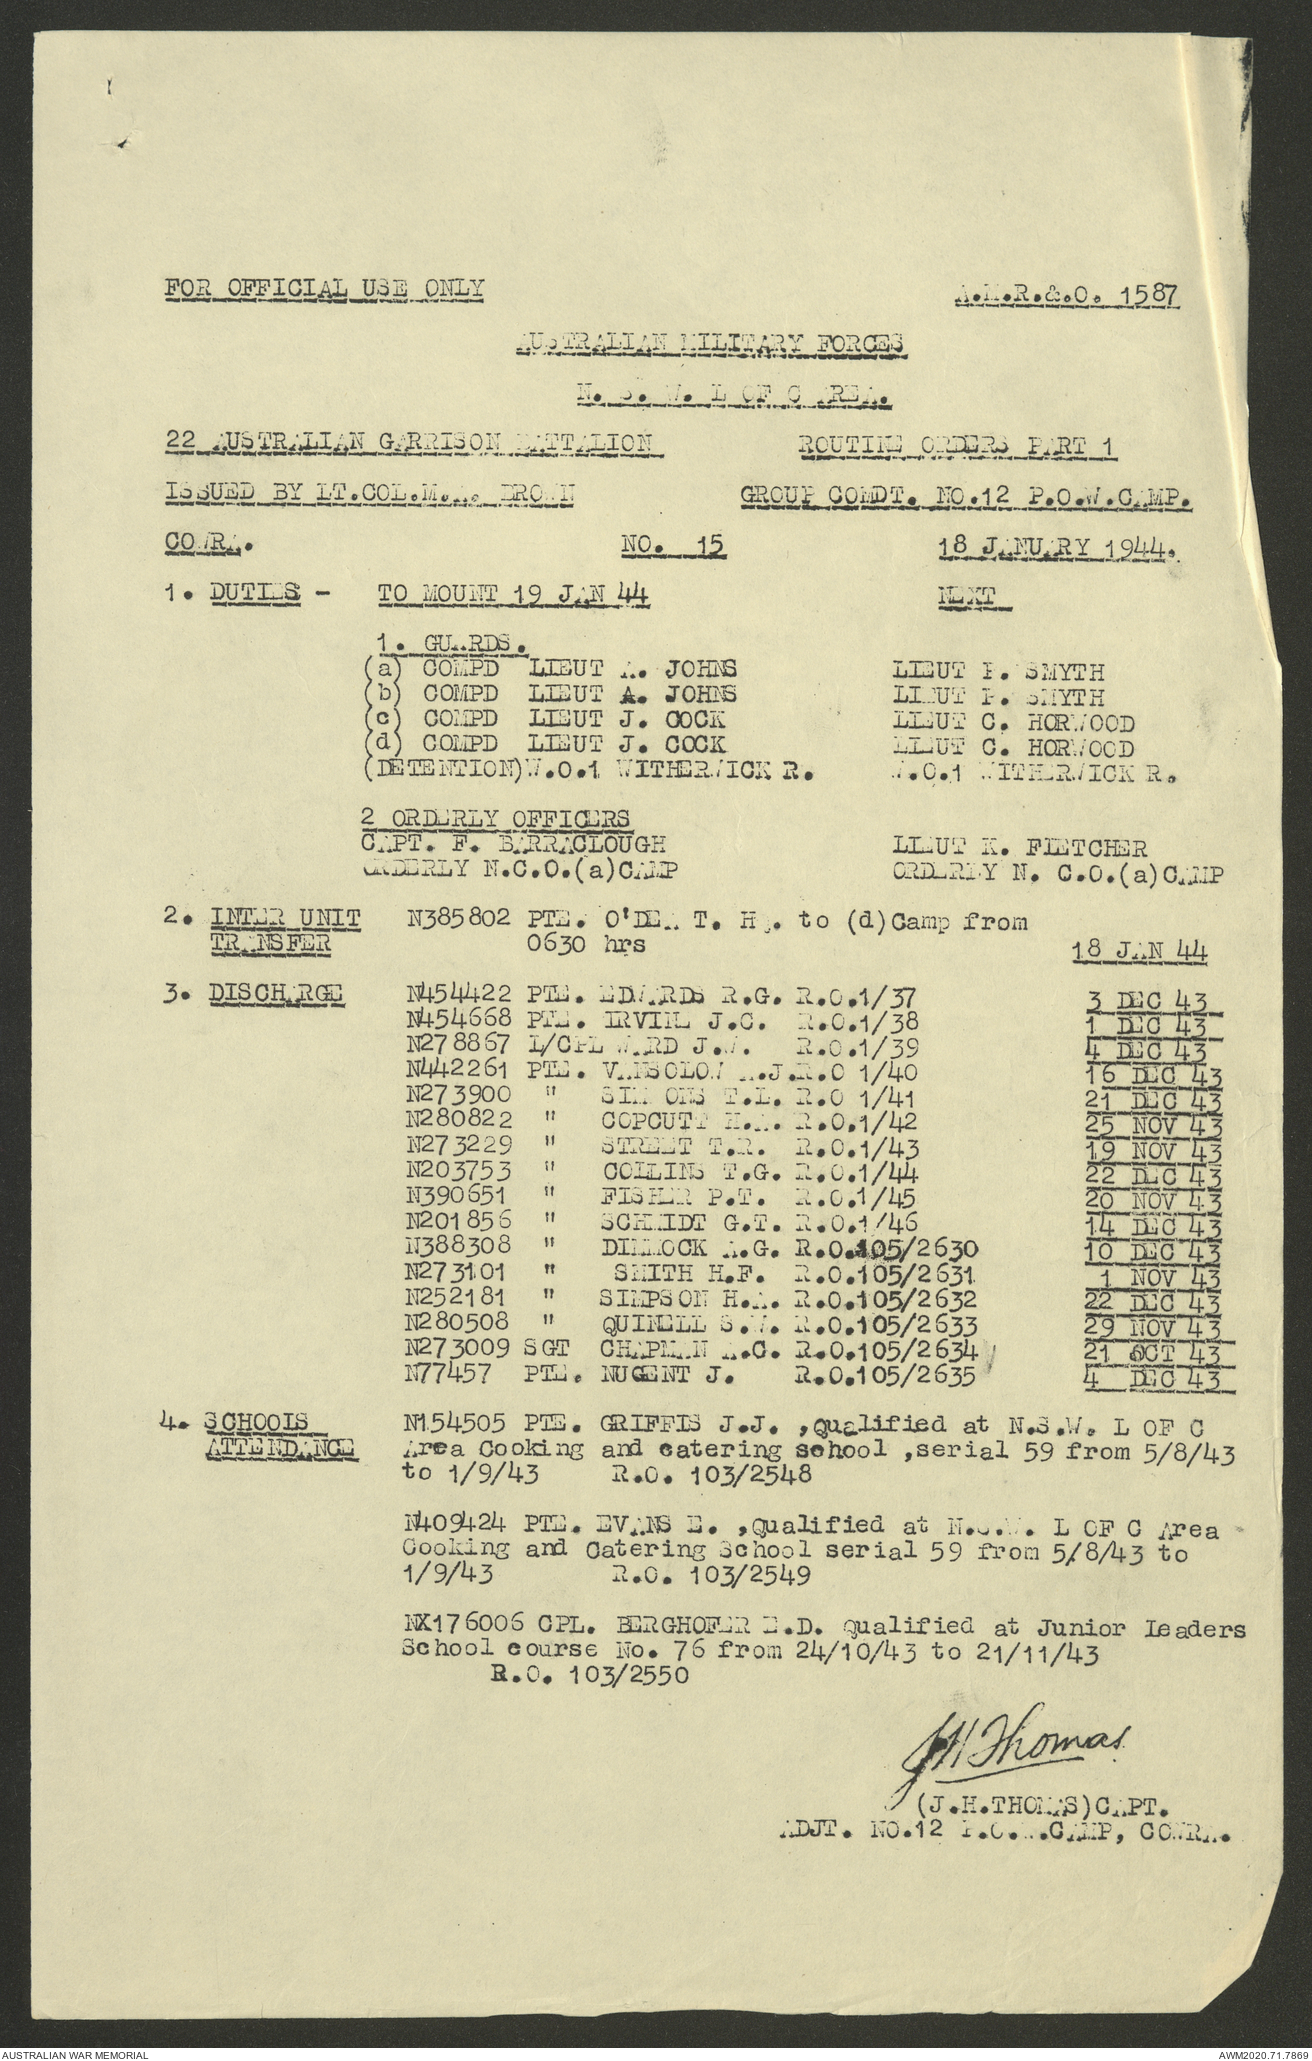 FOR OFFICIAL USE ONLY A.M.R.&.O. 1587
AUSTRALIAN MILITARY FORCES
N. S. W. L OF C AREA.
22 AUSTRALIAN GARRISON BATTALION ROUTINE ORDERS PART 1
ISSUED BY LT.COL.M.A. BROWN GROUP COMDT. NO.12 P.O.W.CAMP.
COWRA. NO. 15 18 JANUARY 1944.
1. DUTIES - TO MOUNT 19 JAN 44 NEXT
1. GUARDS.
(a) COMPD LIEUT A. JOHNS LIEUT P. SMYTH
(b) COMPD LIEUT A. JOHNS LIEUT P. SMYTH
(c) COMPD LIEUT J. COCK LIEUT C. HORWOOD
(d) COMPD LIEUT J. COCK LIEUT C. HORWOOD
(DETENTION)W.O.1 WITHERWICK R. W.O.1 WITHERWICK R.
2 ORDERLY OFFICERS
CAPT. F. BARRACLOUGH LIEUT K. FLETCHER
ORDERLY N.C.O.(a)CAMP ORDERLY N. C.O.(a)CAMP
2. INTER UNIT N385802 PTE. O'DEA T. H. to (d)Camp from
TRANSFER 0630 hrs 18 JAN 44
3. DISCHARGE N454422 PTE. EDWARDS R.G. R.O.1/37 3 DEC 43
N454668 PTE. IRVINE J.C. R.O.1/38 1 DEC 43
N278867 L/CPL WARD J.W. R.O.1/39 4 DEC 43
N442261 PTE. VANSOLOW A.J.R.O 1/40 16 DEC 43
N273900 " SIMMONS T.L. R.O 1/41 21 DEC 43
N280822 " COPCUTT H.A. R.O.1/42 25 NOV 43
N273229 " STREET T.R. R.O.1/43 19 NOV 43
N203753 " COLLINS T.G. R.O.1/44 22 DEC 43
N390651 " FISHER P.T. R.O.1/45 20 NOV 43
N201856 " SCHMIDT G.T. R.O.1/46 14 DEC 43
N388308 " DIMMOCK A.G. R.O.105/2630 10 DEC 43
N273101 " SMITH H.F. R.O.105/2631 1 NOV 43
N252181 " SIMPSON H.A. R.O.105/2632 22 DEC 43
N280508 " QUINELL S.W. R.O.105/2633 29 NOV 43
N273009 SGT CHAPMAN A.C. R.O.105/2634 21 OCT 43
N77457 PTE. NUGENT J. R.O.105/2635 4 DEC 43
4. SCHOOLS N154505 PTE. GRIFFIS J.J. ,Qualified at N.S.W. L OF C
ATTENDANCE Area Cooking and catering school ,serial 59 from 5/8/43
to 1/9/43 R.O. 103/2548
N409424 PTE. EVANS E. ,Qualified at N.S.W. L OF C Area
Cooking and Catering School serial 59 from 5/8/43 to
1/9/43 R.O. 103/2549
NX176006 CPL. BERGHOFER E.D. Qualified at Junior Leaders
School course No. 76 from 24/10/43 to 21/11/43
R.O. 103/2550
JHThomas
(J.H.THOMAS)CAPT.
ADJT. NO.12 P.O.W.CAMP, COWRA.
AUSTRALIAN WAR MEMORIAL AWM2020.71.7869